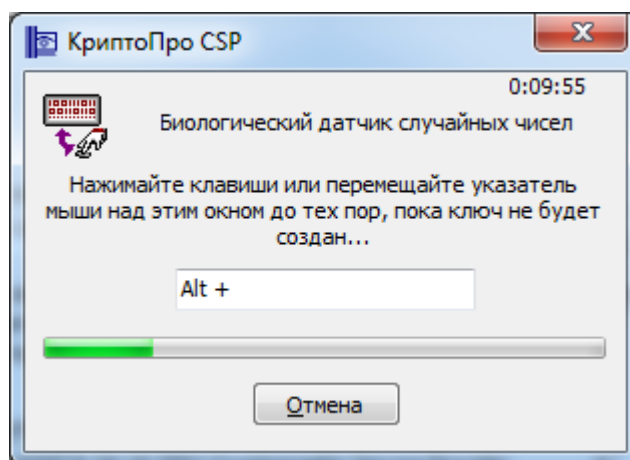 КриптоПро CSP
0:09:55
Биологический датчик случайных чисел
Нажимайте клавиши или перемещайте указатель
мыши над этим окном до тех пор, пока ключ не будет
создан...
Alt +
Отмена